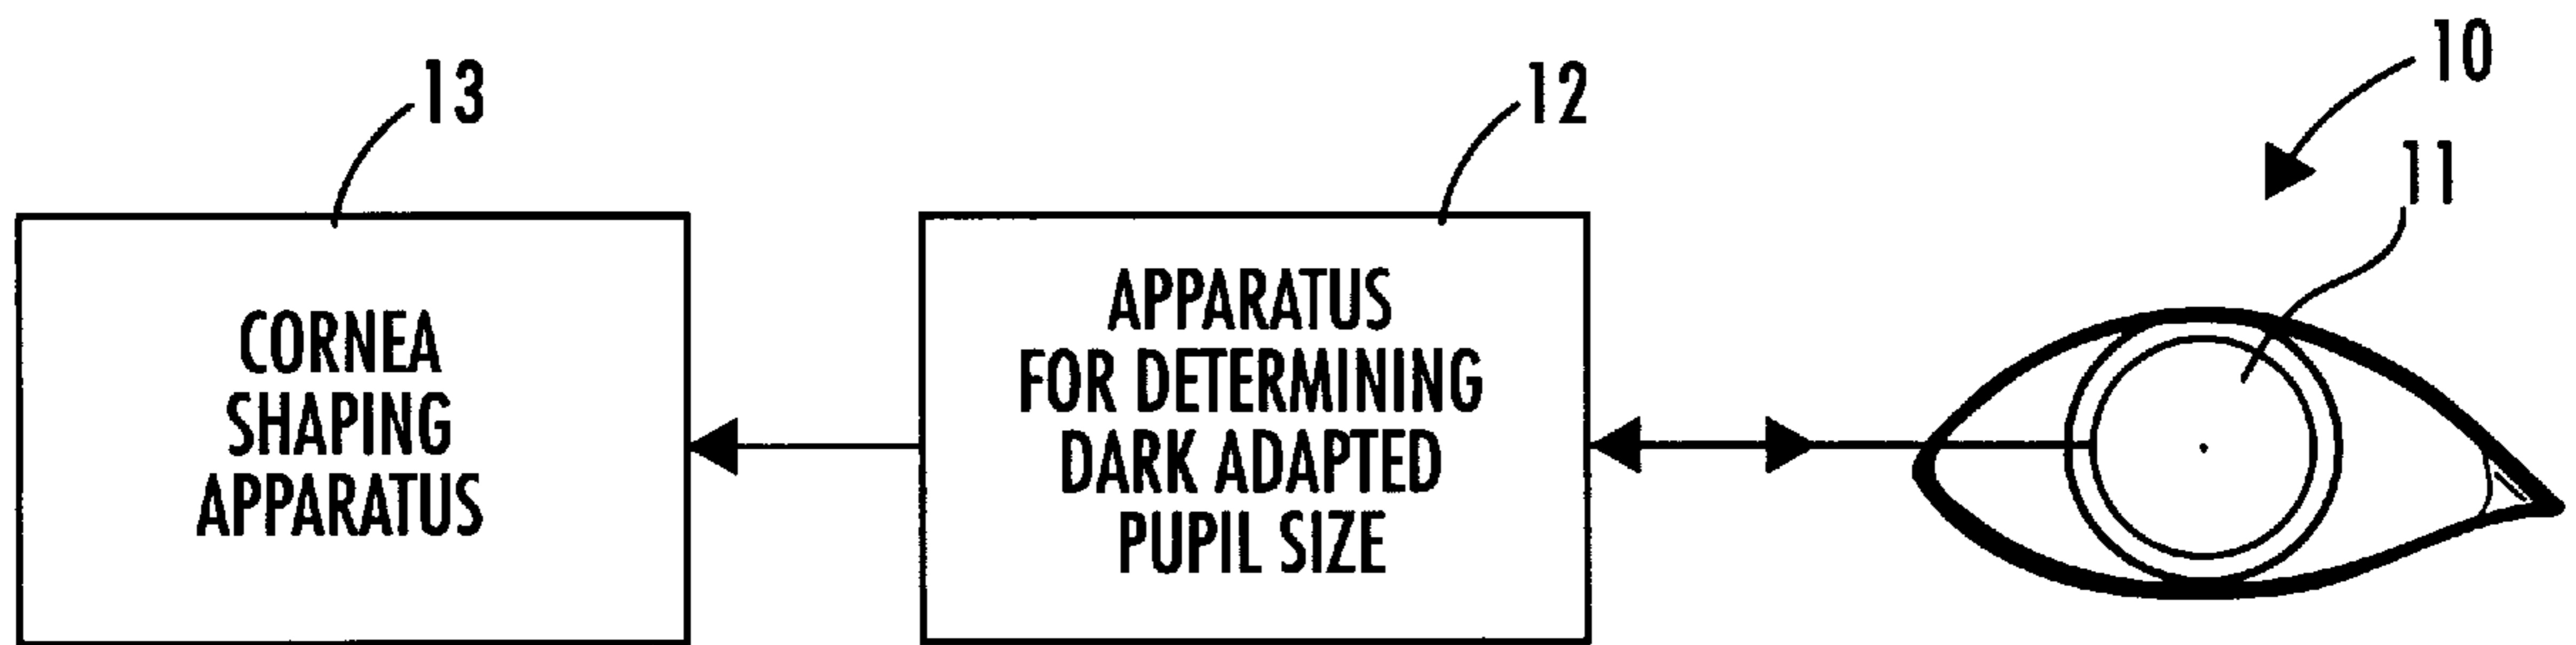 13
12
10
11
CORNEA
SHAPING
APPARATUS
APPARATUS
FOR DETERMINING
DARK ADAPTED
PUPIL SIZE